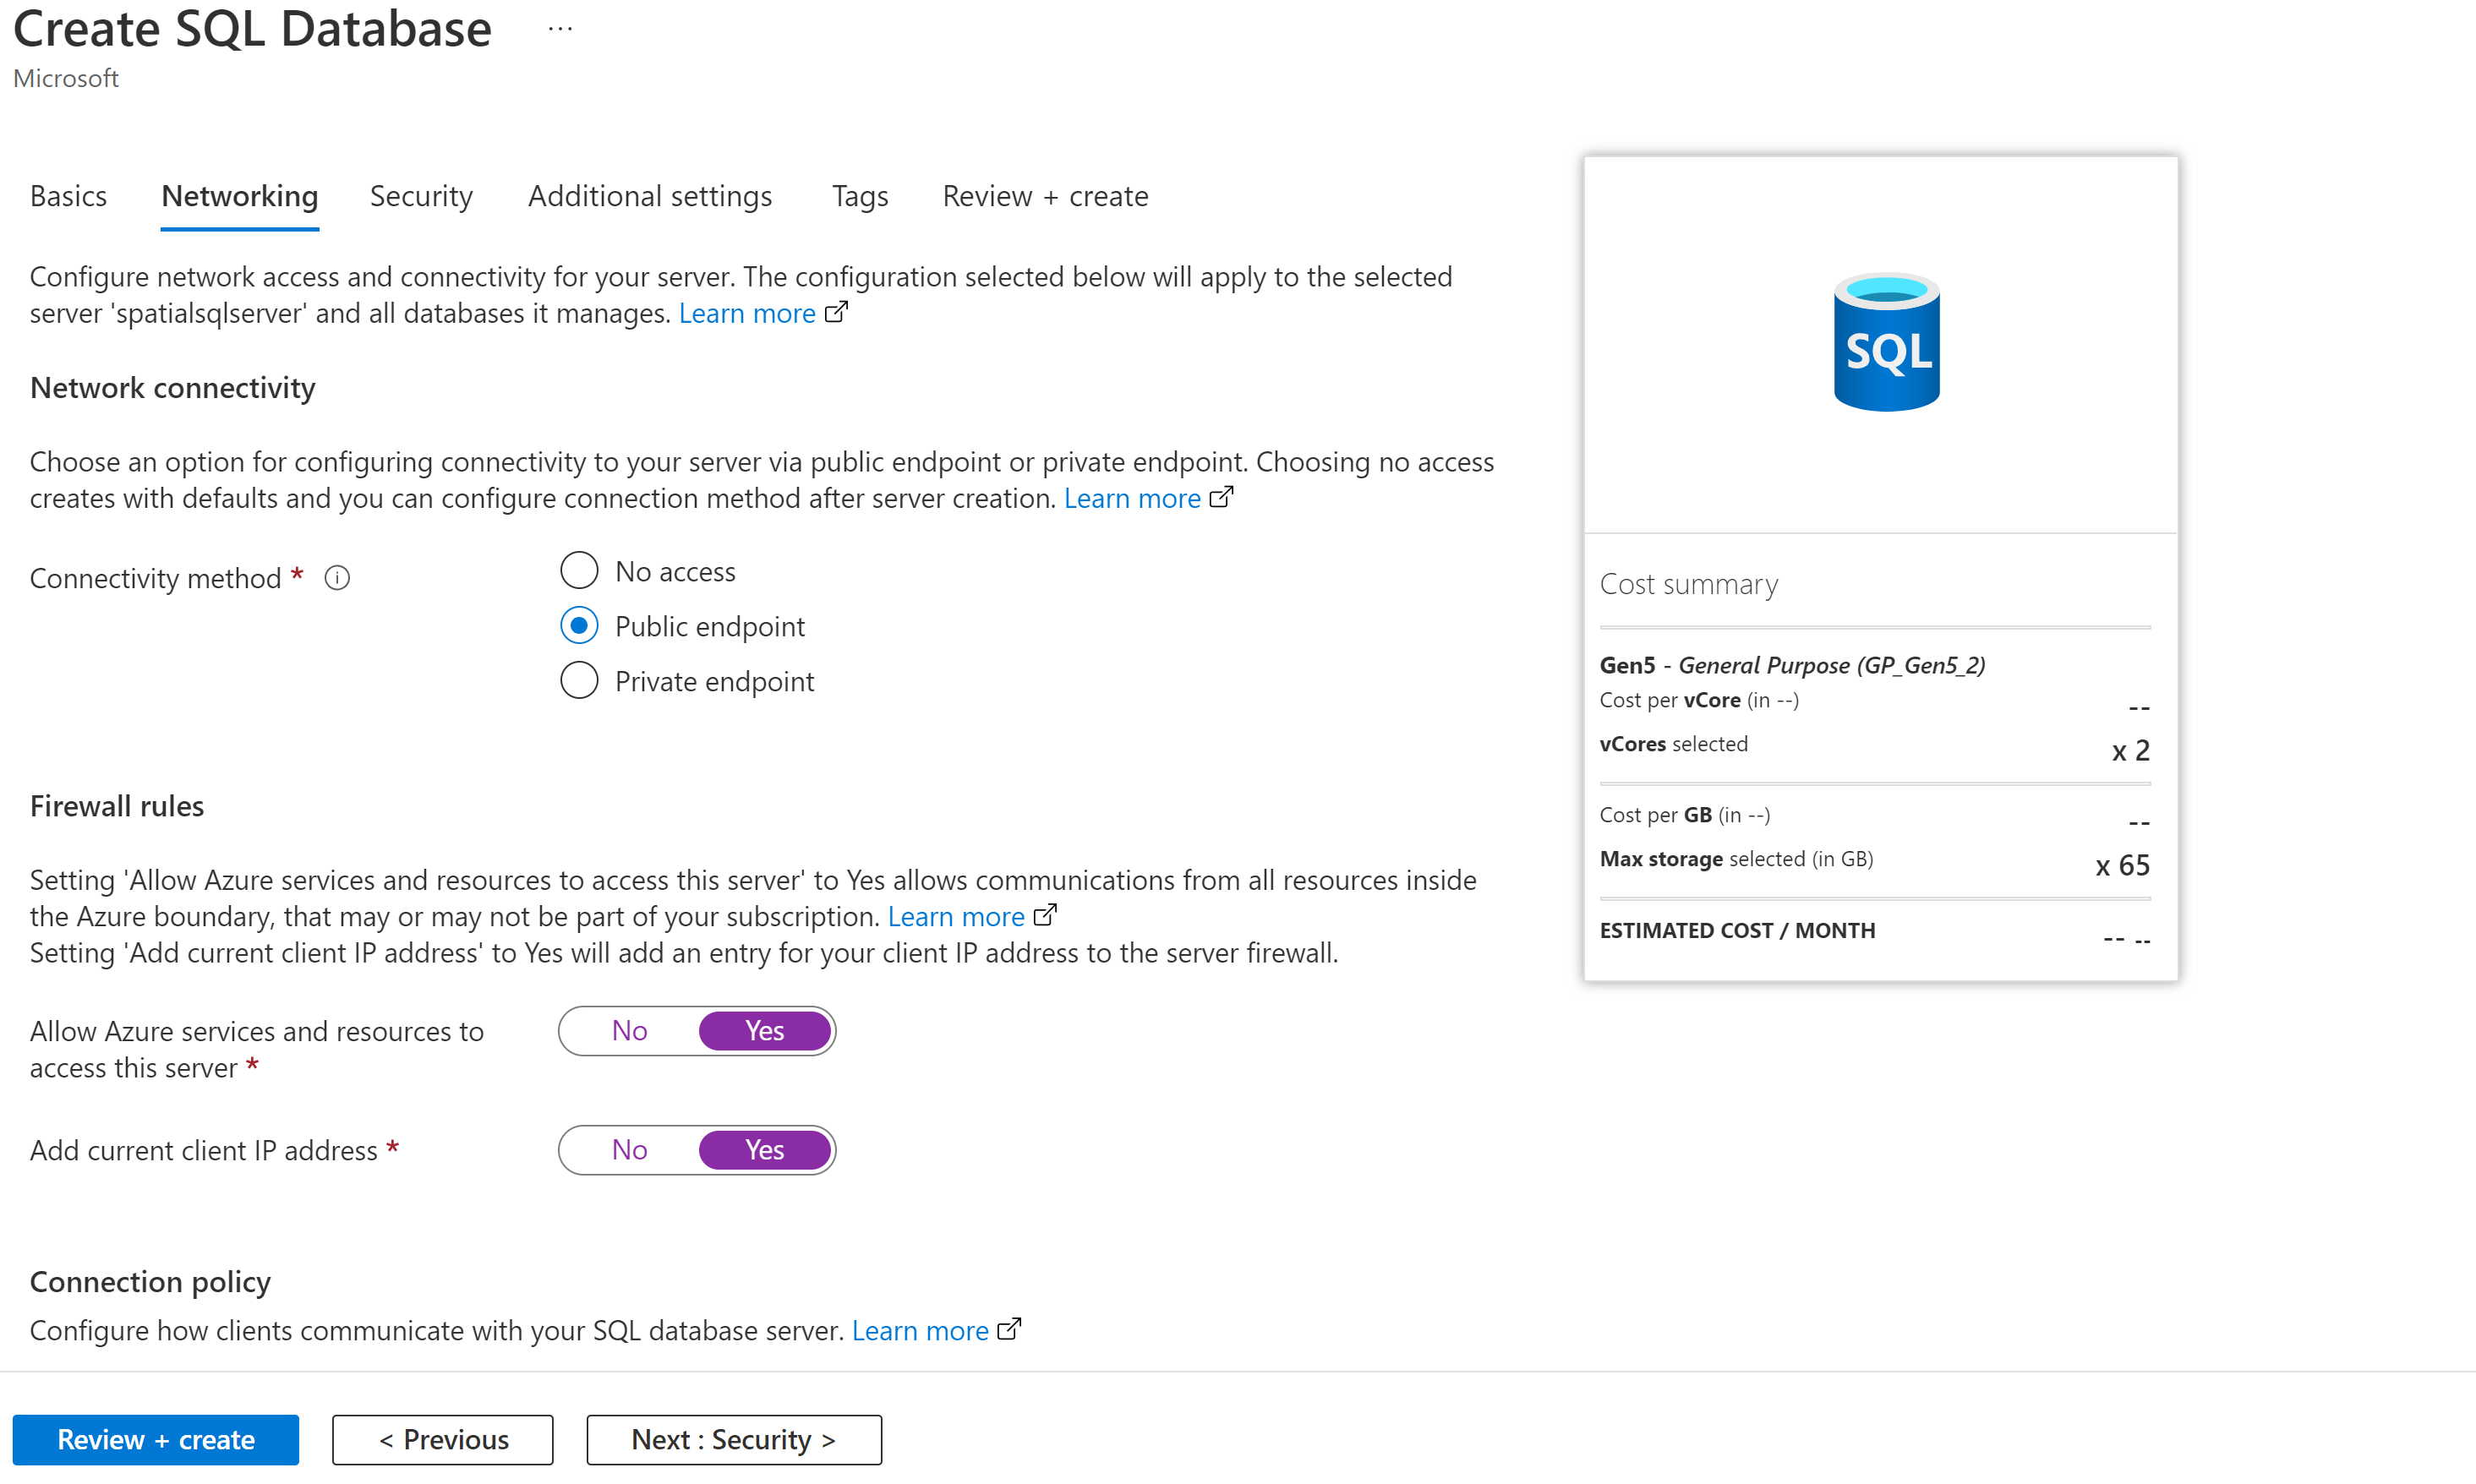 Create SQL Database
...
Microsoft
Basics
Networking
Security
Additional settings
Tags
Review + create
Configure network access and connectivity for your server. The configuration selected below will apply to the selected
server 'spatialsqlserver' and all databases it manages. Learn more
Network connectivity
Choose an option for configuring connectivity to your server via public endpoint or private endpoint. Choosing no access
creates with defaults and you can configure connection method after server creation. Learn more
Connectivity method *
No access
Public endpoint
Private endpoint
Firewall rules
Setting 'Allow Azure services and resources to access this server' to Yes allows communications from all resources inside
the Azure boundary, that may or may not be part of your subscription. Learn more
Setting 'Add current client IP address' to Yes will add an entry for your client IP address to the server firewall.
Allow Azure services and resources to
access this server *
No Yes
Add current client IP address *
No Yes
Connection policy
Configure how clients communicate with your SQL database server. Learn more
Review + create
< Previous
Next : Security >
SQL
Cost summary
Gen5 - General Purpose (GP_Gen5_2)
Cost per vCore (in --) --
vCores selected x 2
Cost per GB (in --) --
Max storage selected (in GB) x 65
ESTIMATED COST / MONTH -- --